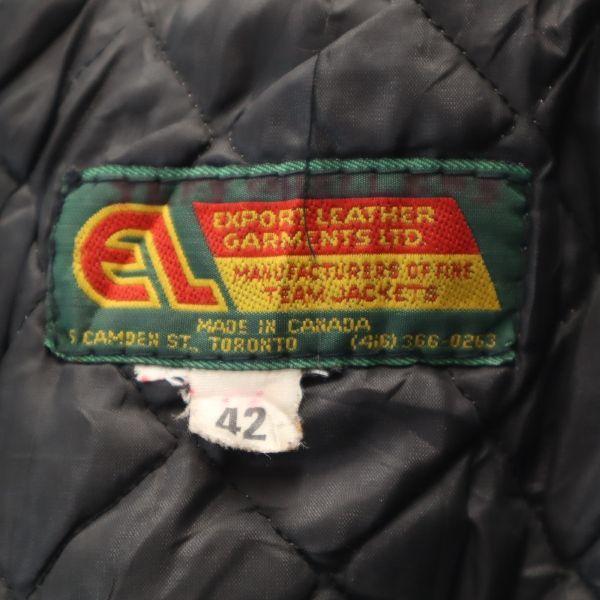 EL
EXPORT LEATHER
GARMENTS LTD.
MANUFACTURERS OF FINE
TEAM JACKETS
MADE IN CANADA
5 CAMDEN ST., TORONTO (416) 366-0263
42